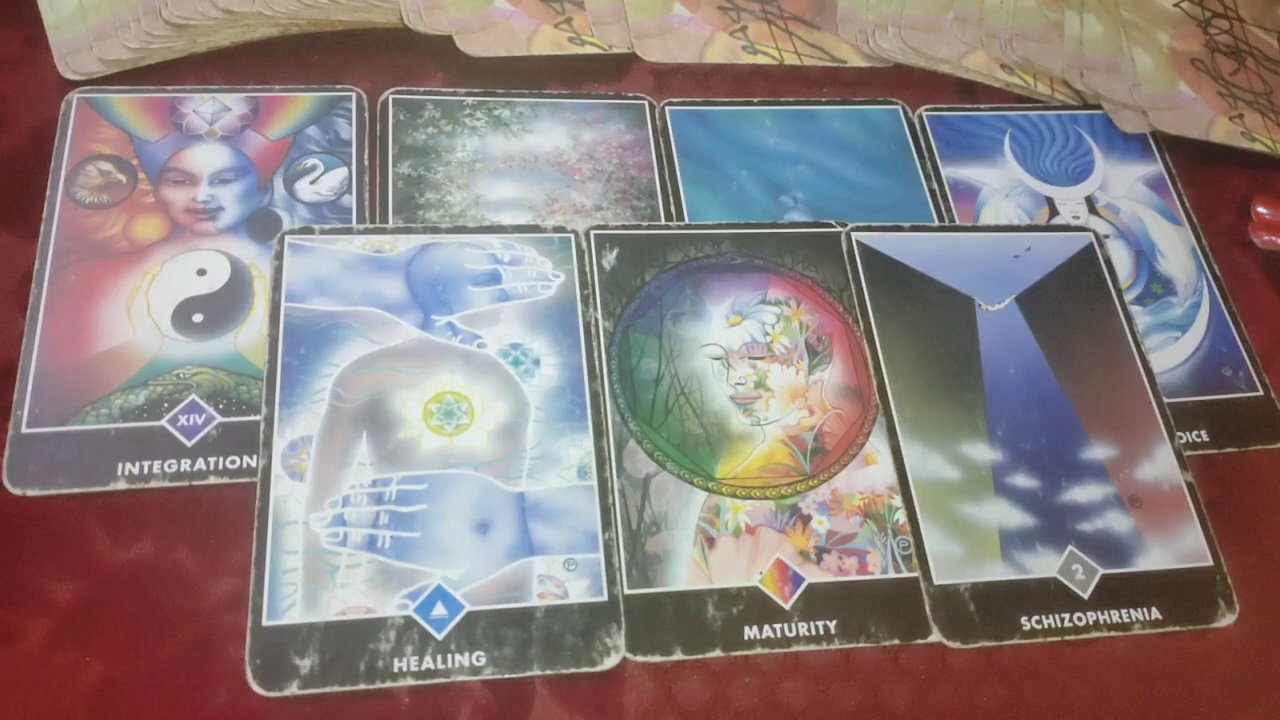 XIV
INTEGRATION
OICE
HEALING
MATURITY
2
SCHIZOPHRENIA